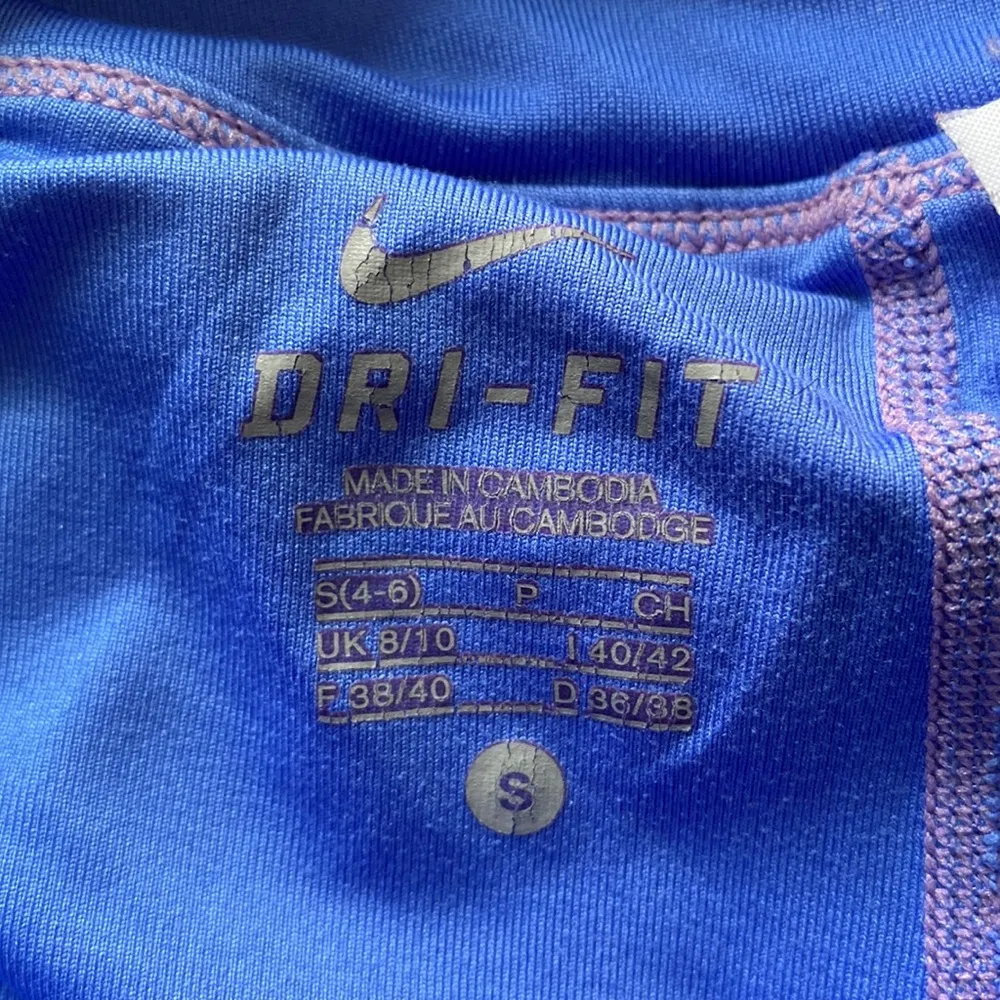 DRI-FIT
MADE IN CAMBODIA
FABRIQUE AU CAMBODGE
S(4-6) P CH
UK 8/10 I 40/42
F 38/40 D 36/38
S